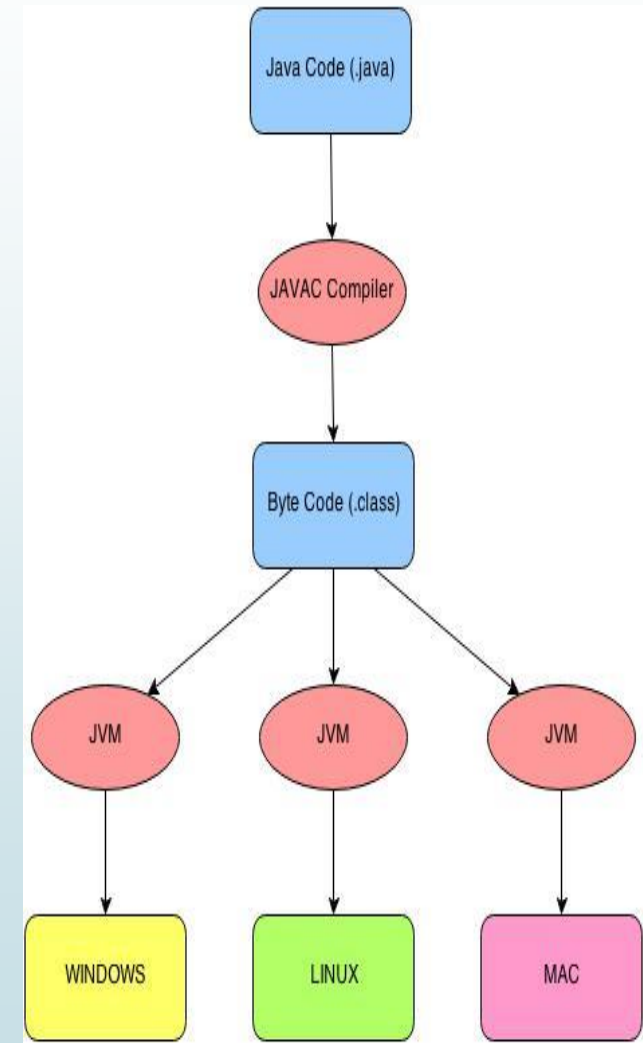 Java Code (.java)
JAVAC Compiler
Byte Code (.class)
JVM
JVM
JVM
WINDOWS
LINUX
MAC